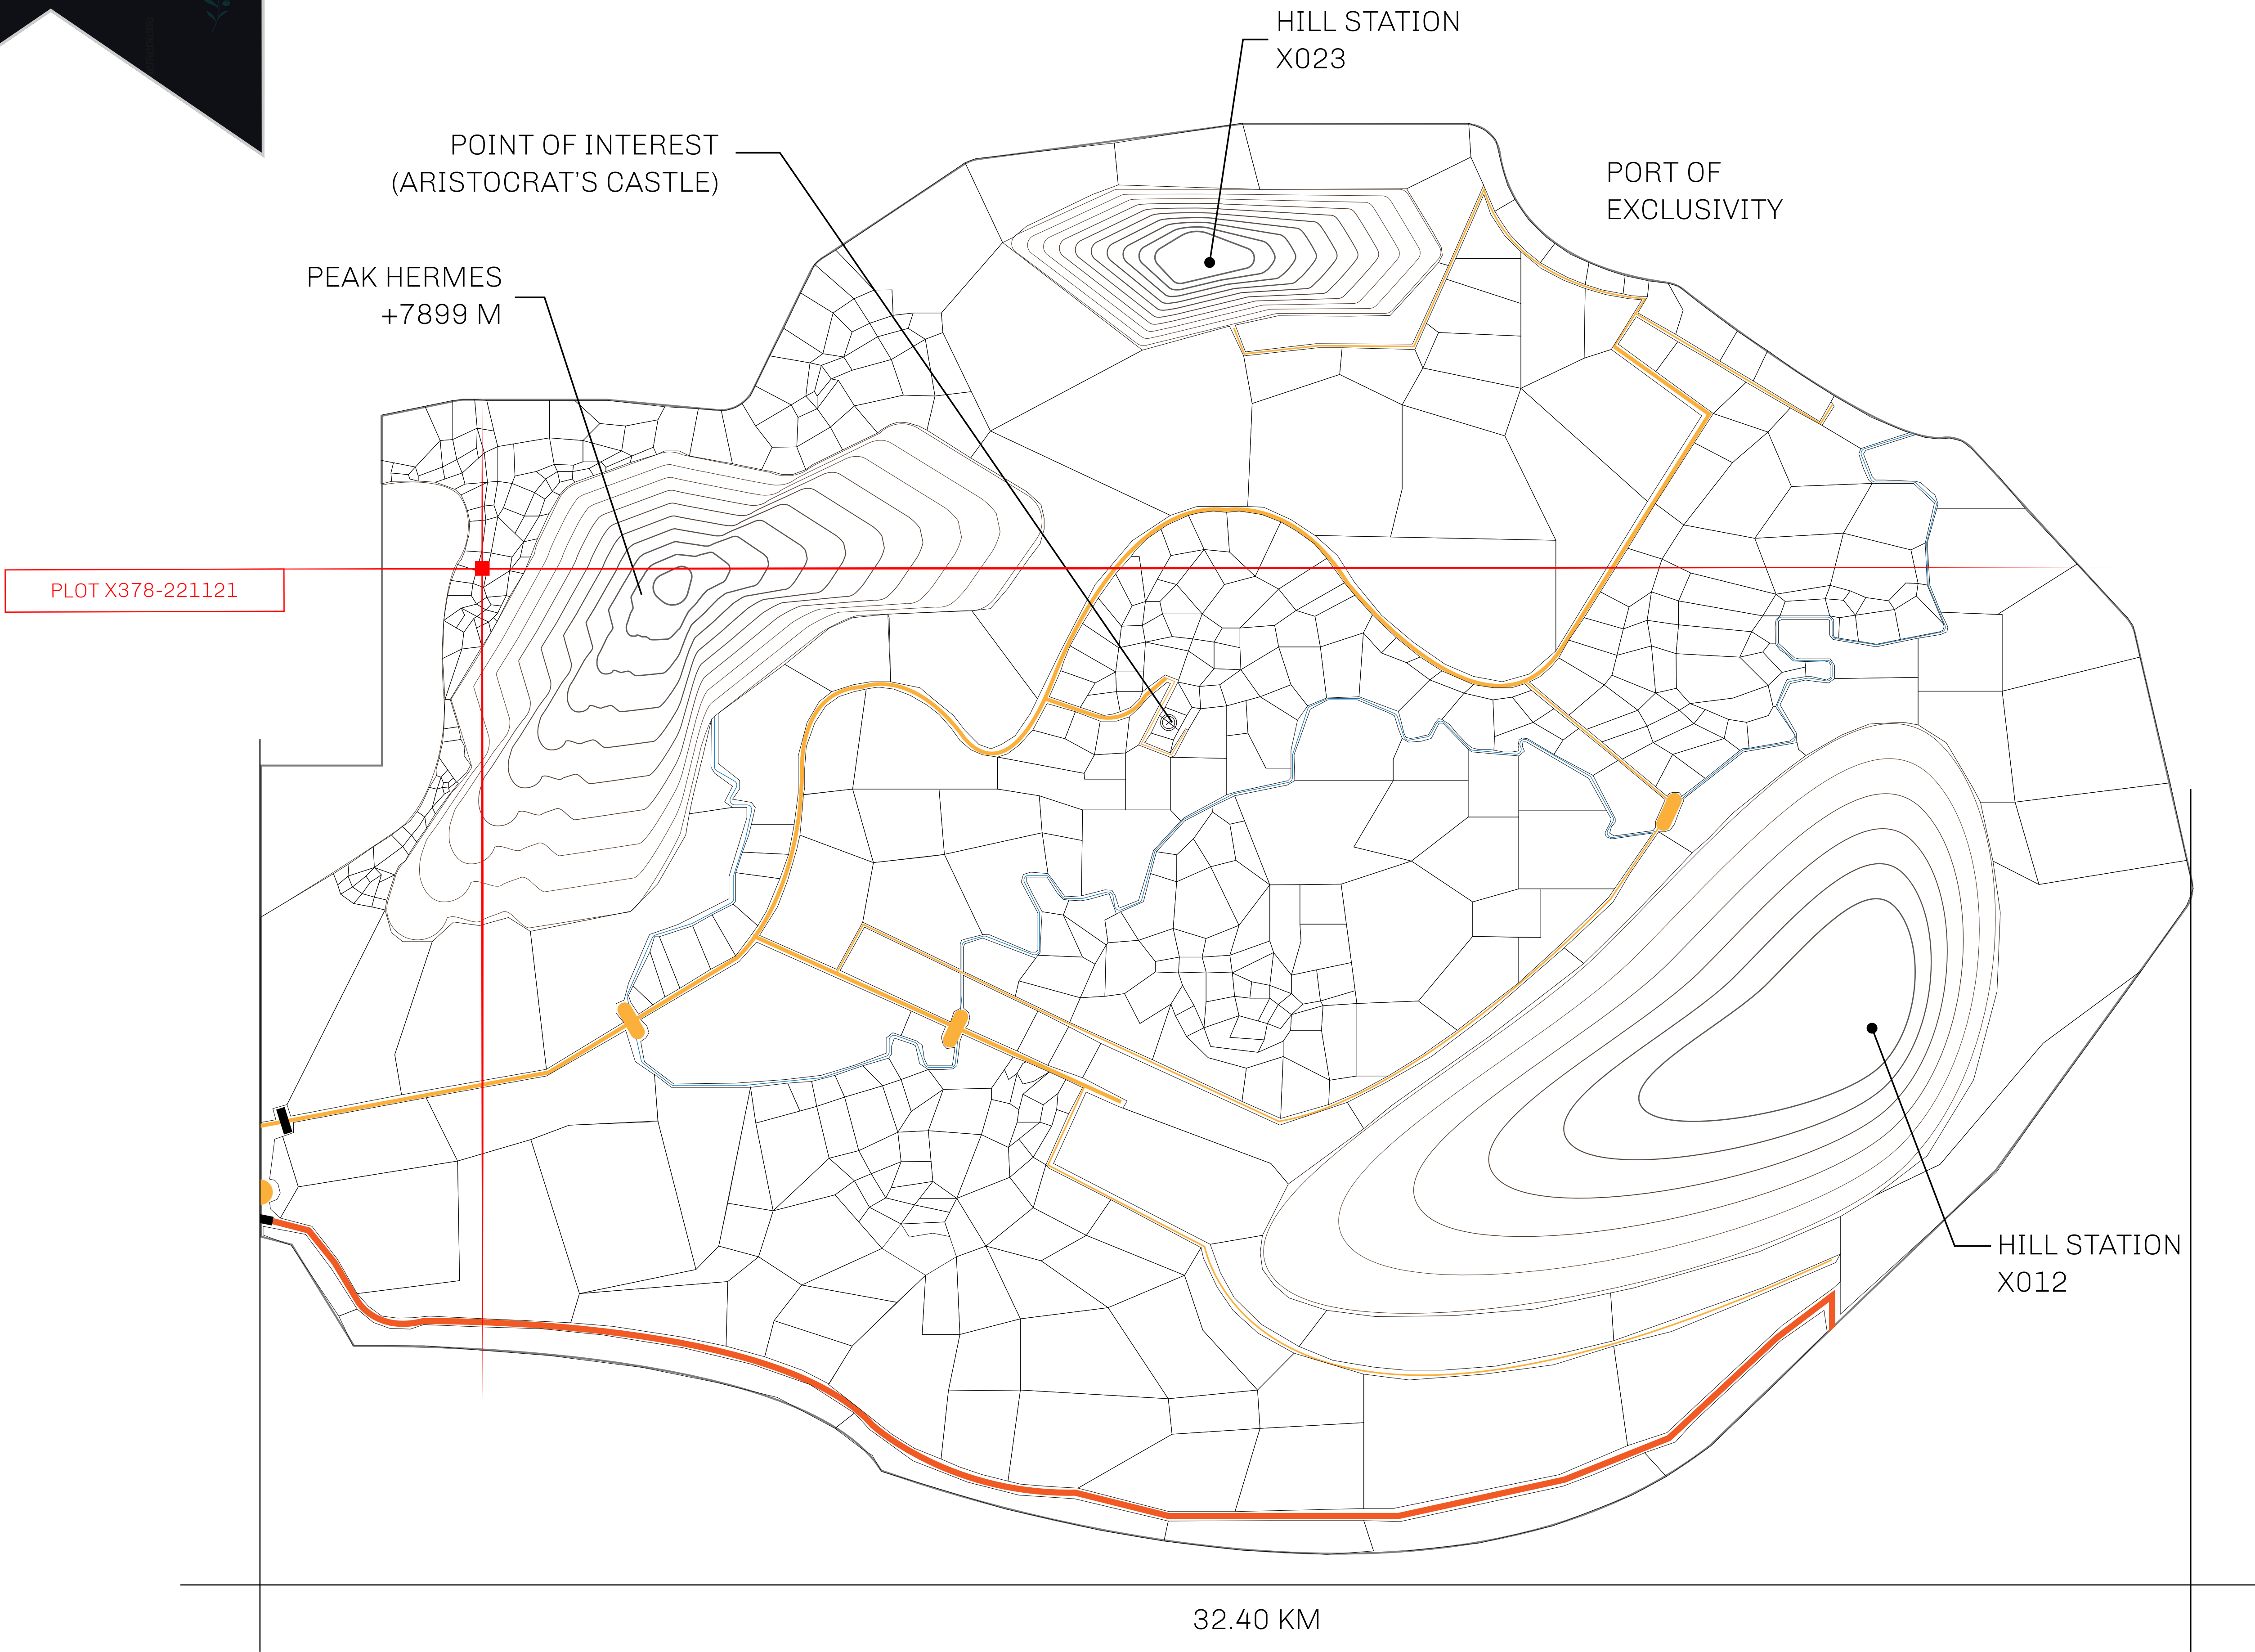 HILL STATION
X023
POINT OF INTEREST
(ARISTOCRAT'S CASTLE)
PORT OF
EXCLUSIVITY
PEAK HERMES
+7899 M
PLOT X378-221121
HILL STATION
X012
32.40 KM